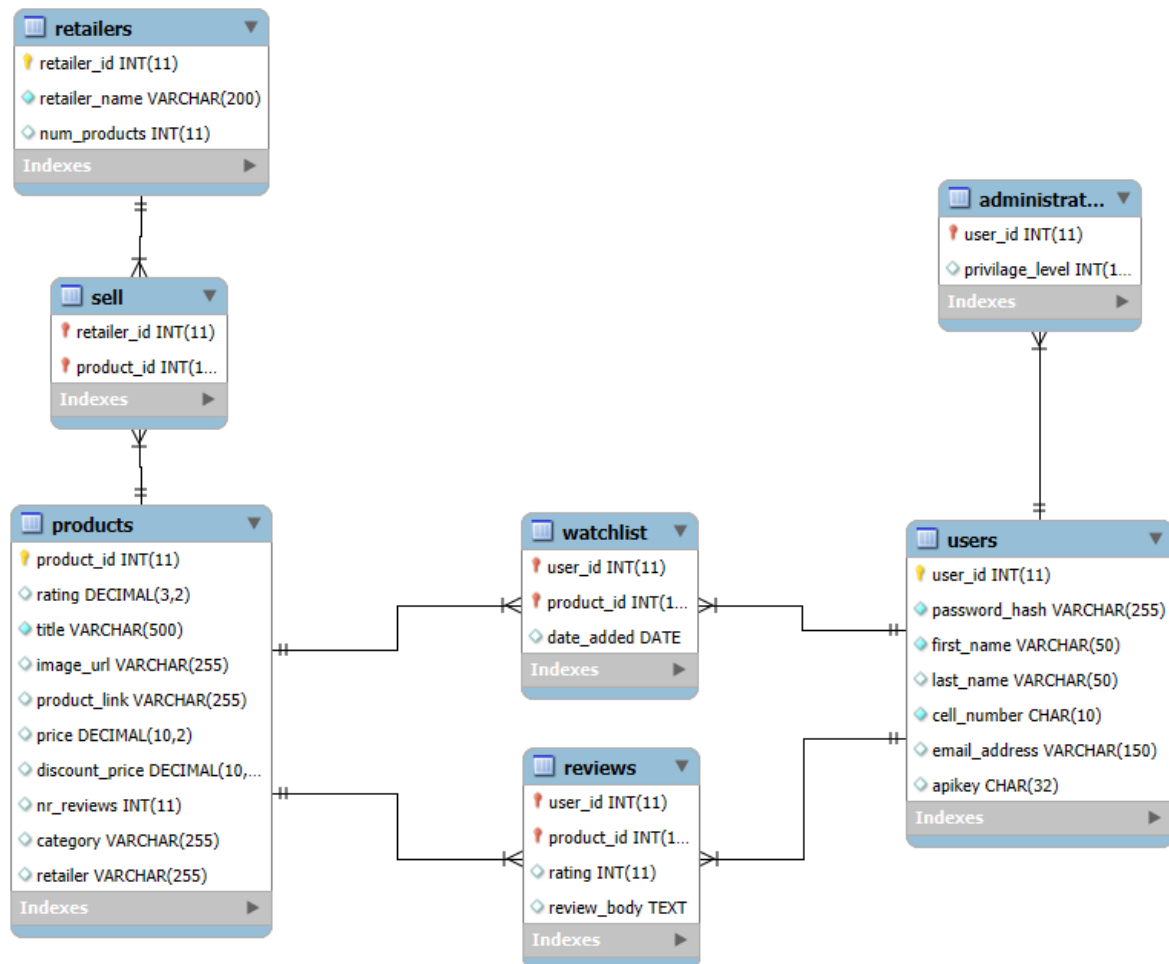 retailers
retailer_id INT(11)
retailer_name VARCHAR(200)
num_products INT(11)
Indexes
sell
retailer_id INT(11)
product_id INT(1...
Indexes
products
product_id INT(11)
rating DECIMAL(3,2)
title VARCHAR(500)
image_url VARCHAR(255)
product_link VARCHAR(255)
price DECIMAL(10,2)
discount_price DECIMAL(10,...
nr_reviews INT(11)
category VARCHAR(255)
retailer VARCHAR(255)
Indexes
watchlist
user_id INT(11)
product_id INT(1...
date_added DATE
Indexes
reviews
user_id INT(11)
product_id INT(1...
rating INT(11)
review_body TEXT
Indexes
administrat...
user_id INT(11)
privilage_level INT(1...
Indexes
users
user_id INT(11)
password_hash VARCHAR(255)
first_name VARCHAR(50)
last_name VARCHAR(50)
cell_number CHAR(10)
email_address VARCHAR(150)
apikey CHAR(32)
Indexes